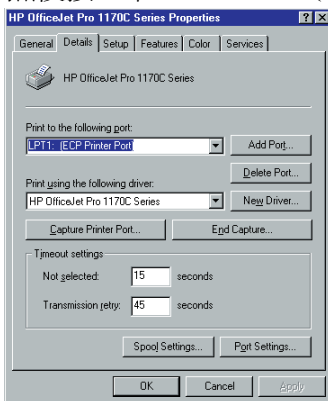 HP OfficeJet Pro 1170C Series Properties
General Details Setup Features Color Services
HP OfficeJet Pro 1170C Series
Print to the following port:
LPT1: (ECP Printer Port)
Add Port...
Delete Port...
Print using the following driver:
HP OfficeJet Pro 1170C Series
New Driver...
Capture Printer Port...
End Capture...
Timeout settings
Not selected: 15 seconds
Transmission retry: 45 seconds
Spool Settings...
Port Settings...
OK
Cancel
Apply